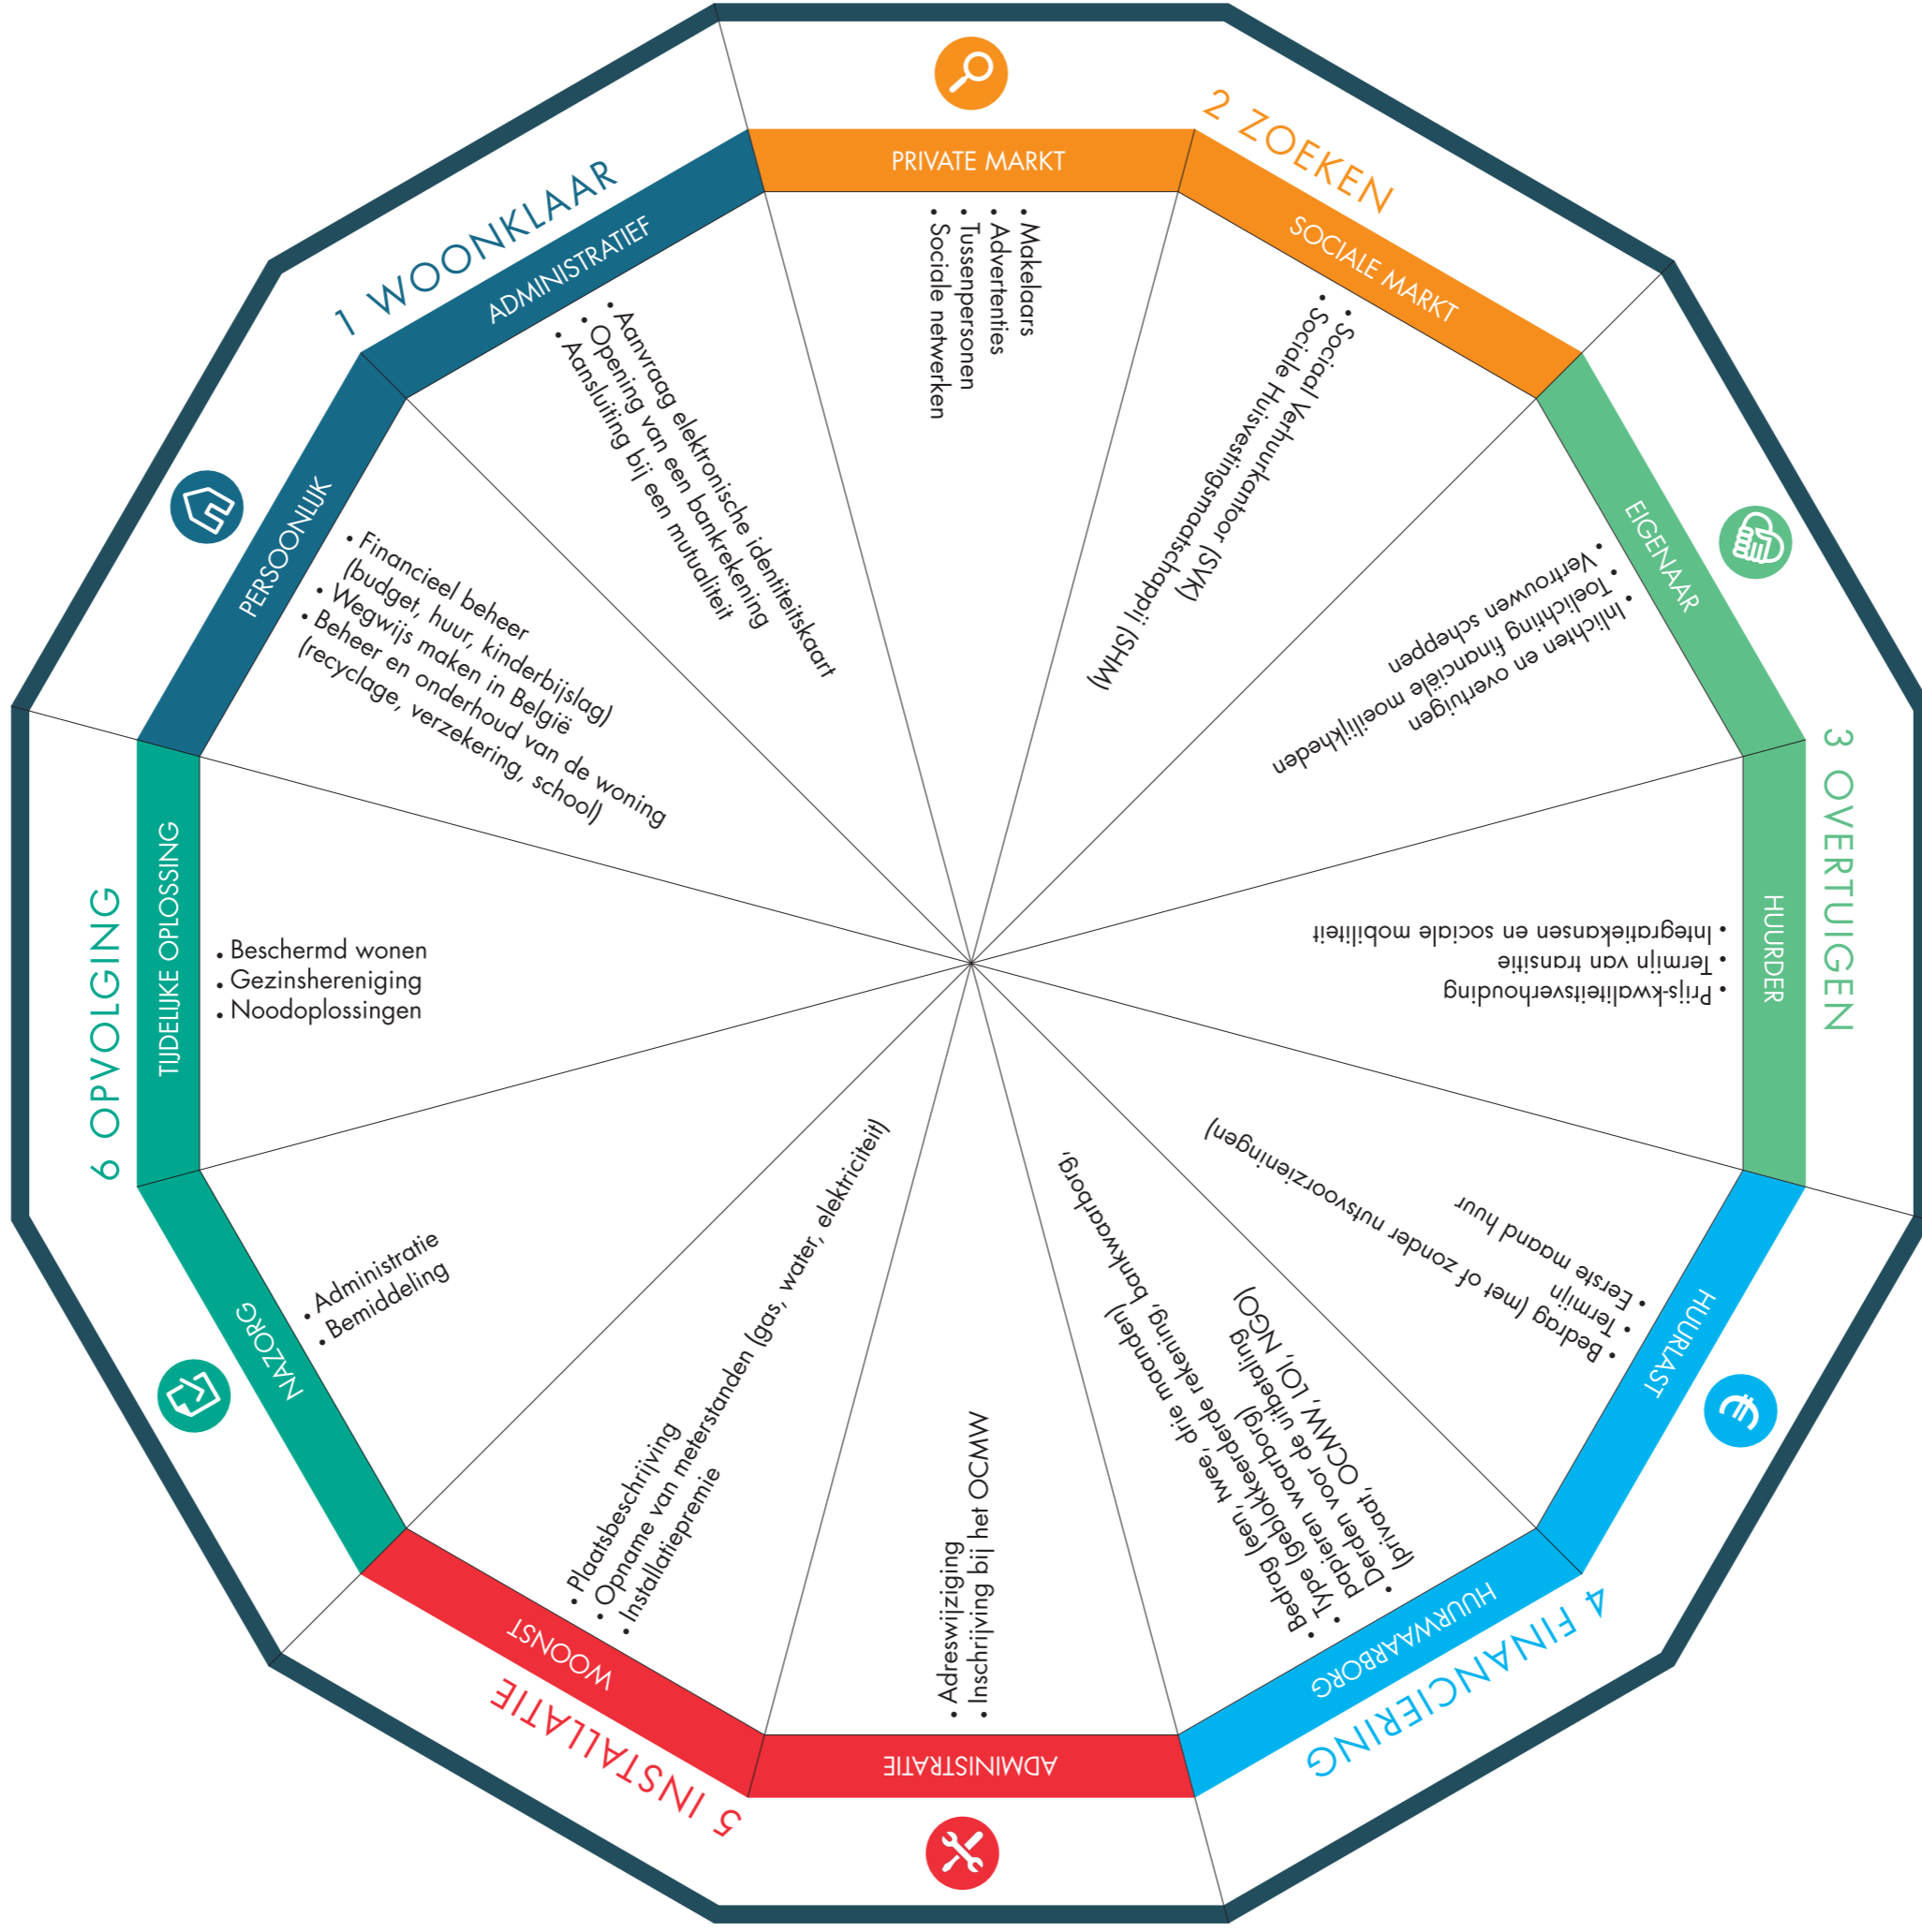 1 WOONKLAAR
PERSOONLIJK
• Financieel beheer
(budget, huur, kinderbijslag)
• Wegwijs maken in België
• Beheer en onderhoud van de woning
(recyclage, verzekering, school)
ADMINISTRATIEF
• Aanvraag elektronische identiteitskaart
• Opening van een bankrekening
• Aansluiting bij een mutualiteit
2 ZOEKEN
PRIVATE MARKT
• Makelaars
• Advertenties
• Tussenpersonen
• Sociale netwerken
SOCIALE MARKT
• Sociaal Verhuurkantoor (SVK)
• Sociale Huisvestingsmaatschappij (SHM)
3 OVERTUIGEN
EIGENAAR
• Inlichten en overtuigen
• Toelichting financiële moeilijkheden
• Vertrouwen scheppen
HUURDER
• Prijs-kwaliteitsverhouding
• Termijn van transitie
• Integratiekansen en sociale mobiliteit
4 FINANCIERING
HUURLAST
• Bedrag (met of zonder nutsvoorzieningen)
• Termijn
• Eerste maand huur
HUURWAARBORG
• Bedrag (een, twee, drie maanden)
• Type (geblokkeerderde rekening, bankwaarborg,
papieren waarborg)
• Derden voor de uitbetaling
(privaat, OCMW, LOI, NGO)
5 INSTALLATIE
ADMINISTRATIE
• Adreswijziging
• Inschrijving bij het OCMW
WOONST
• Plaatsbeschrijving
• Opname van meterstanden (gas, water, elektriciteit)
• Installatiepremie
6 OPVOLGING
NAZORG
• Administratie
• Bemiddeling
TIJDELIJKE OPLOSSING
• Beschermd wonen
• Gezinshereniging
• Noodoplossingen